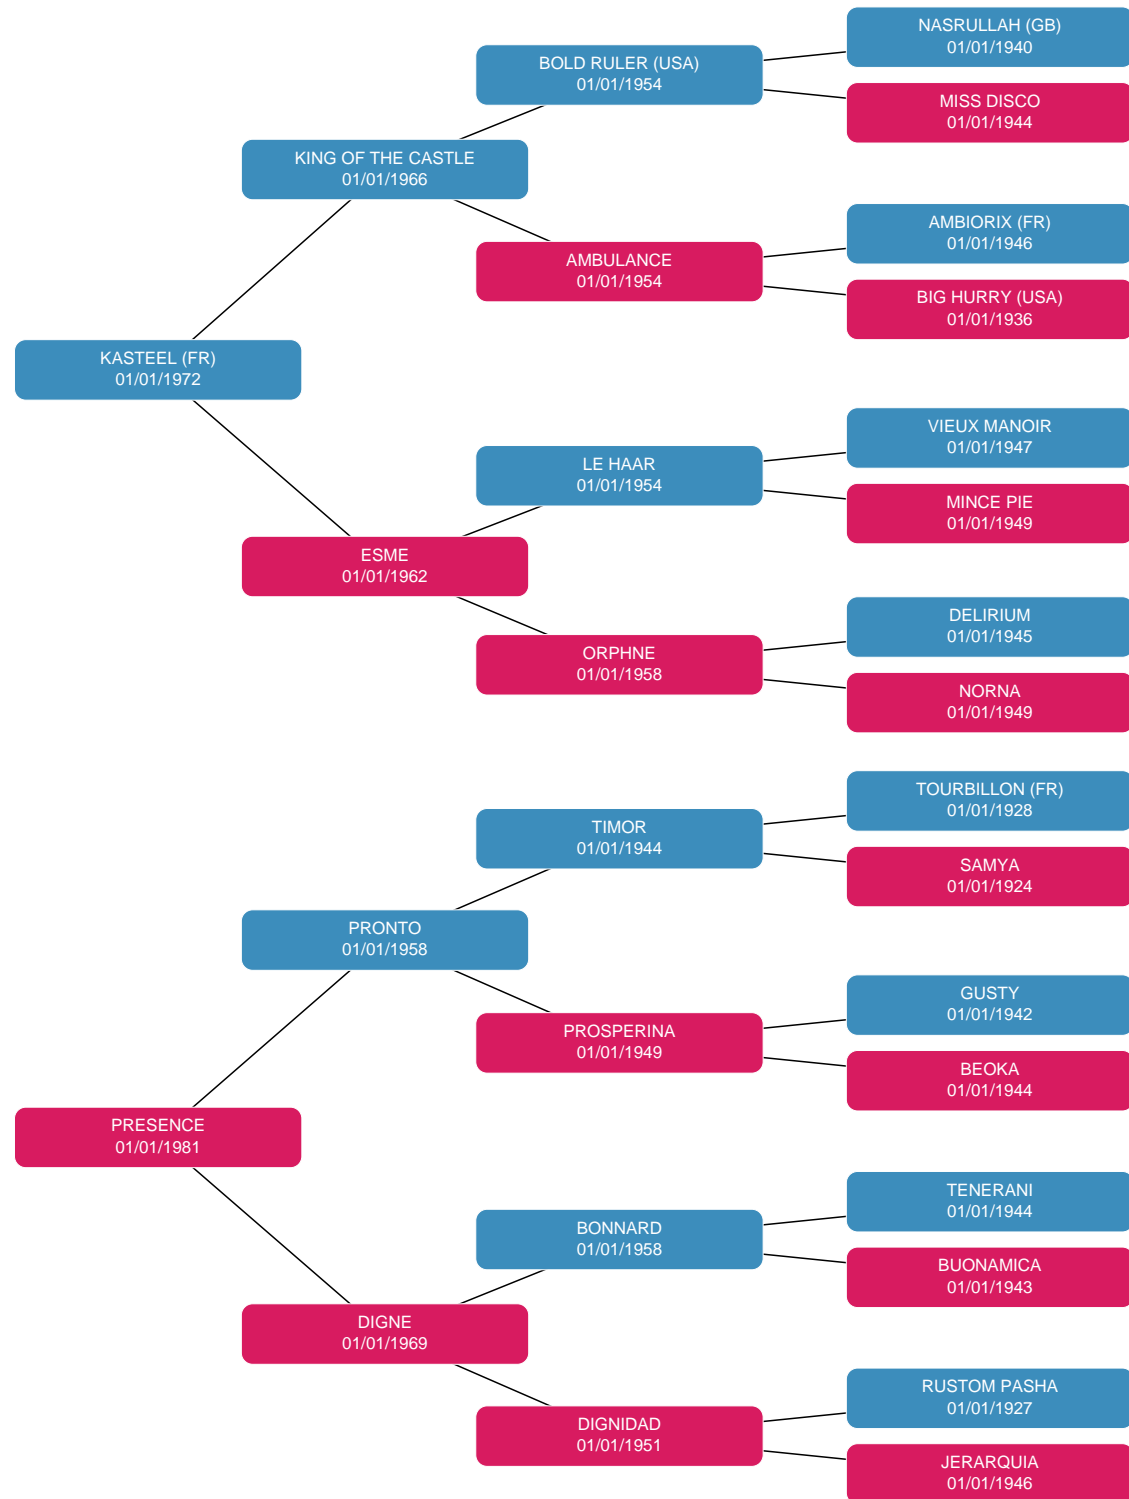 NASRULLAH (GB)
01/01/1940
BOLD RULER (USA)
01/01/1954
MISS DISCO
01/01/1944
KING OF THE CASTLE
01/01/1966
AMBIORIX (FR)
01/01/1946
AMBULANCE
01/01/1954
BIG HURRY (USA)
01/01/1936
KASTEEL (FR)
01/01/1972
VIEUX MANOIR
01/01/1947
LE HAAR
01/01/1954
MINCE PIE
01/01/1949
ESME
01/01/1962
DELIRIUM
01/01/1945
ORPHNE
01/01/1958
NORNA
01/01/1949
TOURBILLON (FR)
01/01/1928
TIMOR
01/01/1944
SAMYA
01/01/1924
PRONTO
01/01/1958
GUSTY
01/01/1942
PROSPERINA
01/01/1949
BEOKA
01/01/1944
PRESENCE
01/01/1981
TENERANI
01/01/1944
BONNARD
01/01/1958
BUONAMICA
01/01/1943
DIGNE
01/01/1969
RUSTOM PASHA
01/01/1927
DIGNIDAD
01/01/1951
JERARQUIA
01/01/1946